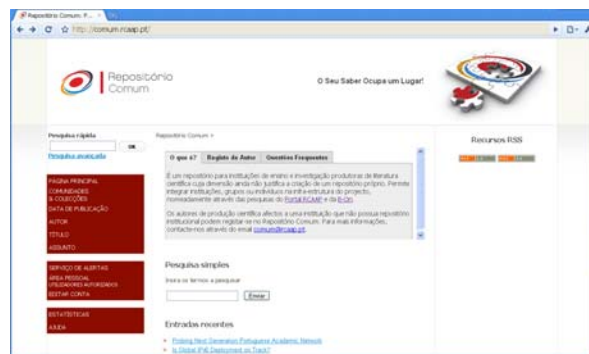 Repositório Comum: P...
http://comum.rcaap.pt/
Repositório
Comum
O Seu Saber Ocupa um Lugar!
Pesquisa rápida
OK
Pesquisa avançada
PÁGINA PRINCIPAL
COMUNIDADES
& COLECÇÕES
DATA DE PUBLICAÇÃO
AUTOR
TÍTULO
ASSUNTO
SERVIÇO DE ALERTAS
ÁREA PESSOAL
UTILIZADORES AUTORIZADOS
EDITAR CONTA
ESTATÍSTICAS
AJUDA
Repositório Comum >
O que é? Registo de Autor Questões Frequentes
É um repositório para instituições de ensino e investigação produtoras de literatura
científica cuja dimensão ainda não justifica a criação de um repositório próprio. Permite
integrar instituições, grupos ou indivíduos na infra-estrutura do projecto,
nomeadamente através das pesquisas do Portal RCAAP e da B-On.
Os autores de produção científica afectos a uma instituição que não possua repositório
institucional podem registar-se no Repositório Comum. Para mais informações,
contacte-nos através do email comum@rcaap.pt.
Pesquisa simples
Insira os termos a pesquisar
Enviar
Entradas recentes
Probing Next Generation Portuguese Academic Network
Is Global IPv6 Deployment on Track?
Recursos RSS